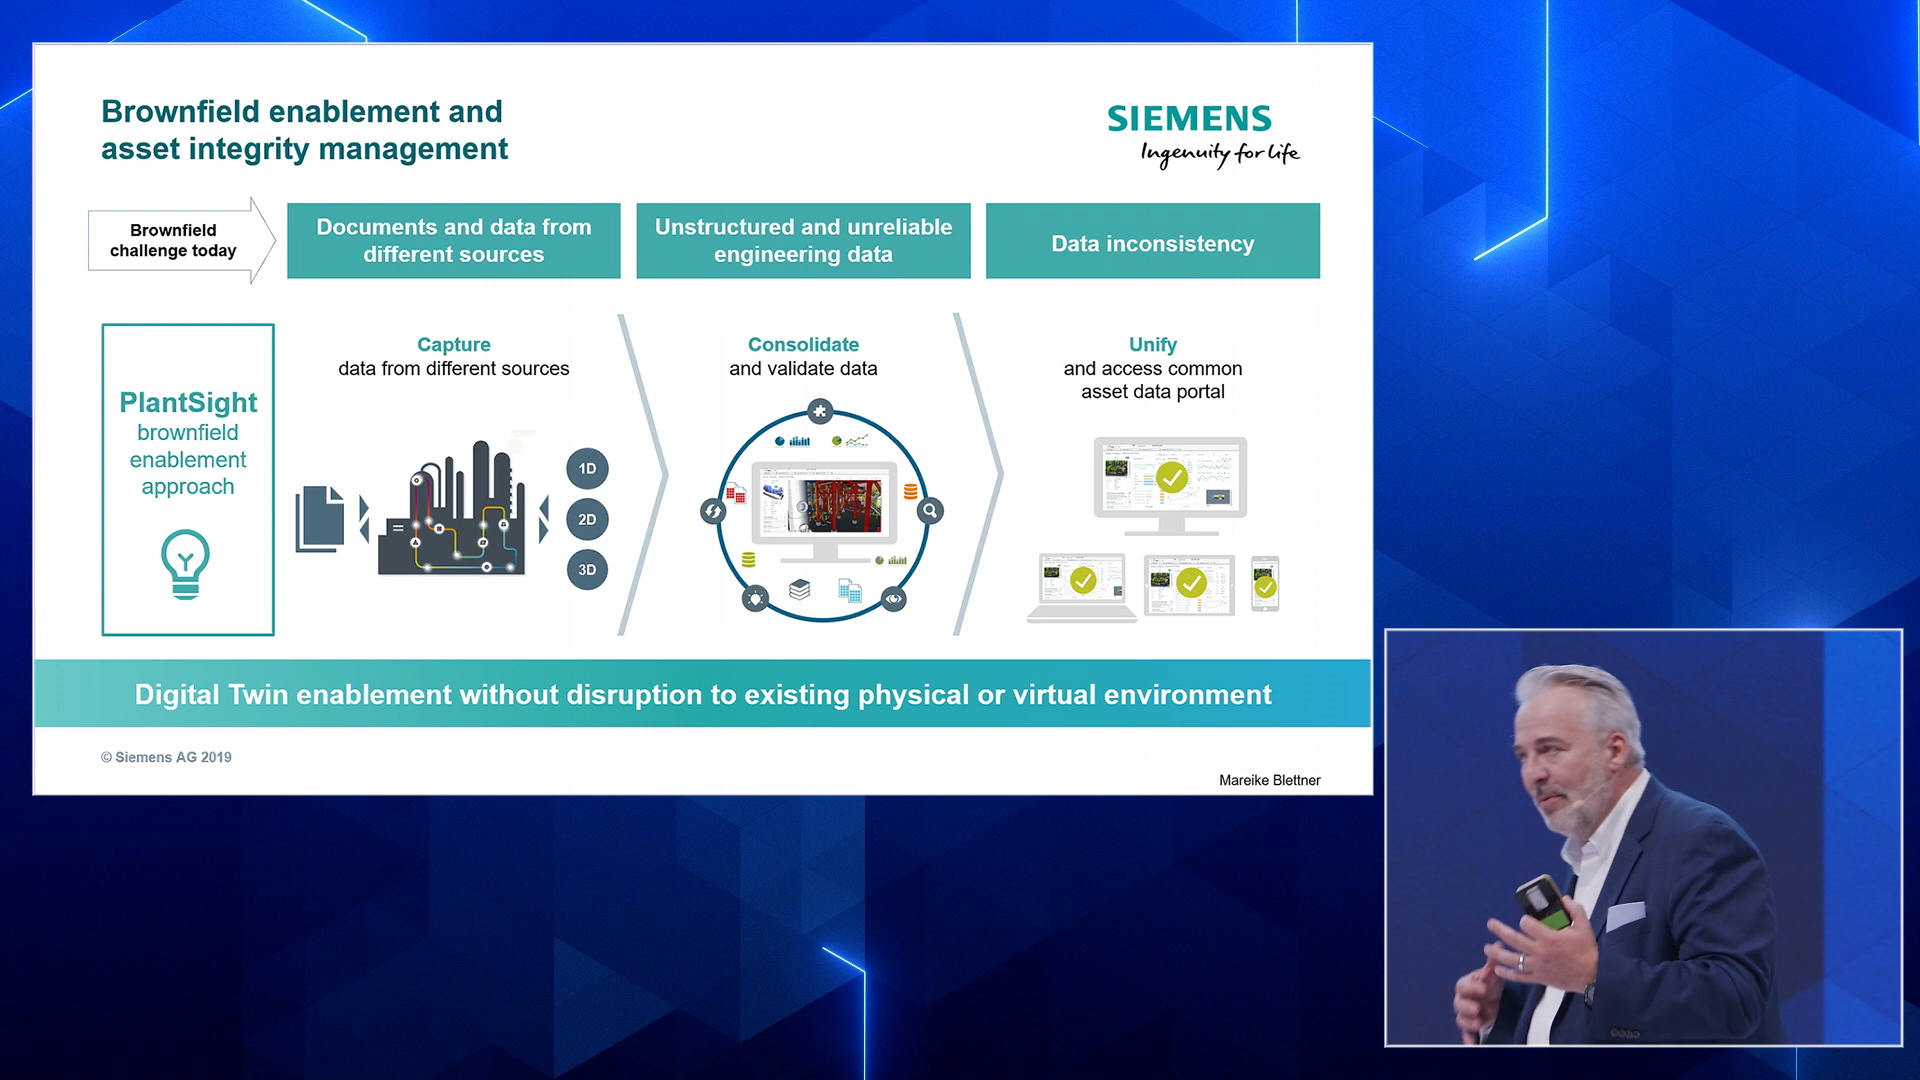 Brownfield enablement and
asset integrity management
SIEMENS
Ingenuity for life
Brownfield
challenge today
Documents and data from
different sources
Unstructured and unreliable
engineering data
Data inconsistency
PlantSight
brownfield
enablement
approach
Capture
data from different sources
1D
2D
3D
Consolidate
and validate data
Unify
and access common
asset data portal
Digital Twin enablement without disruption to existing physical or virtual environment
© Siemens AG 2019
Mareike Blettner